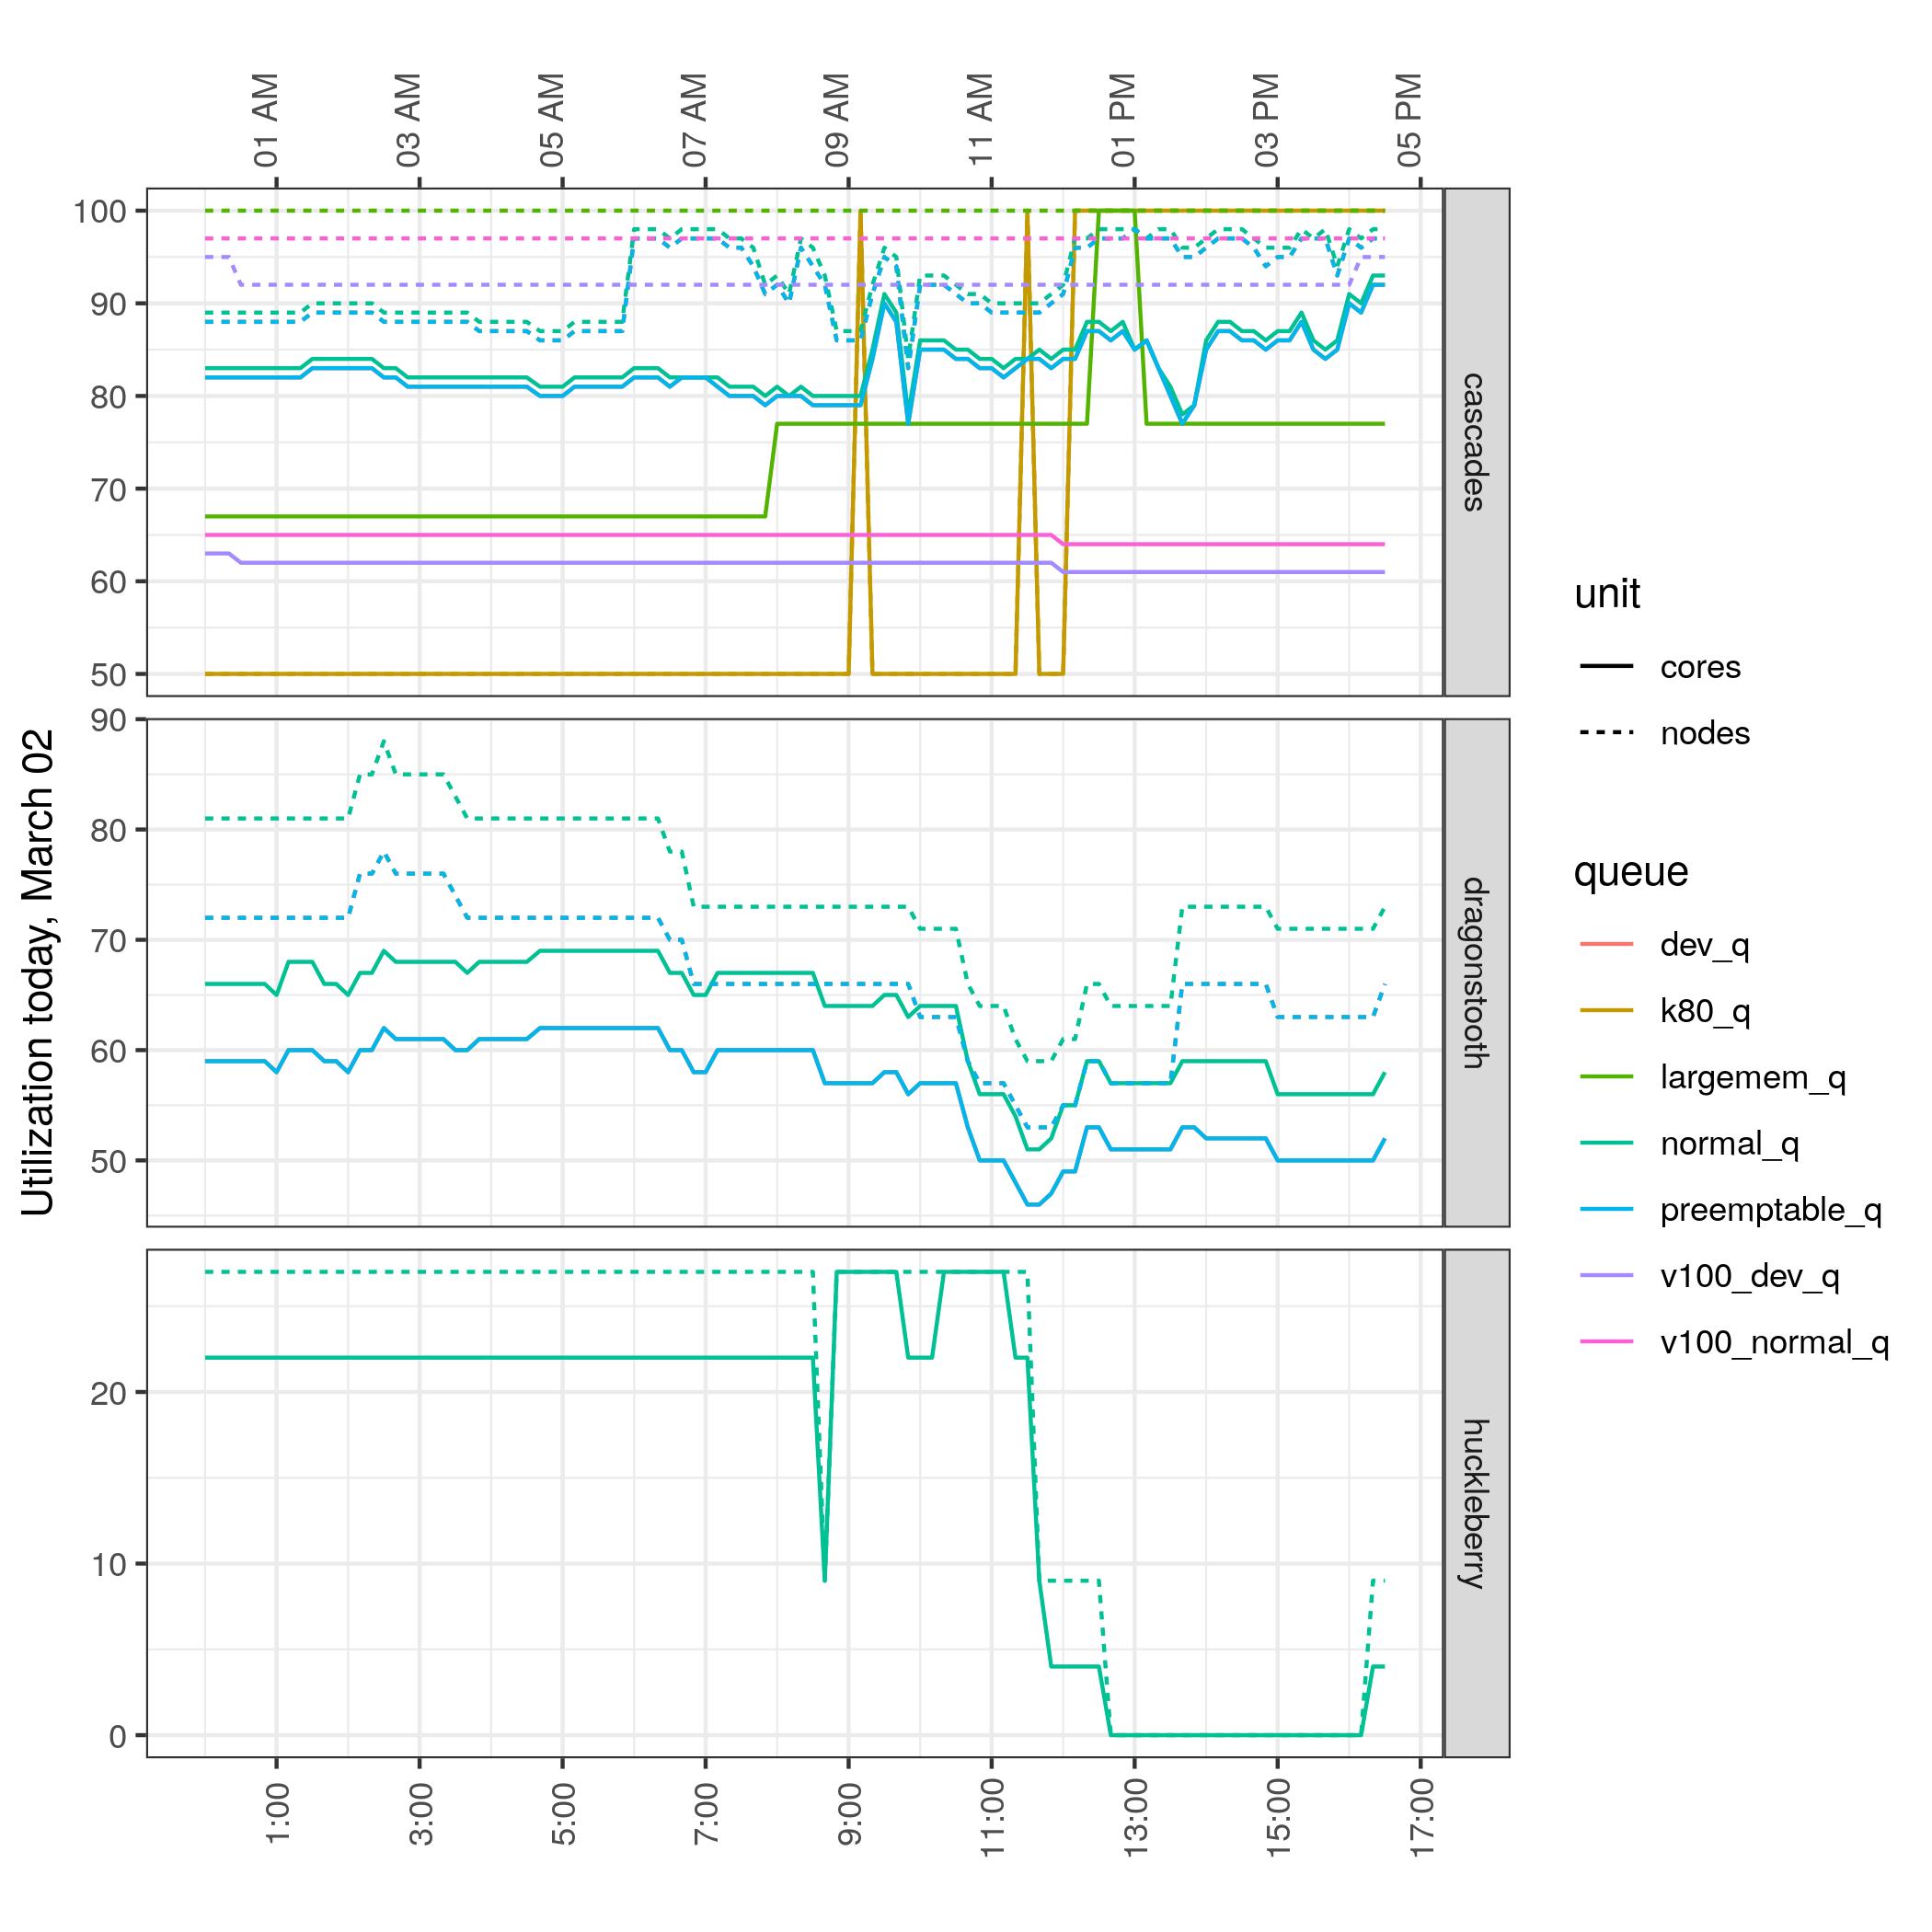 01 AM
03 AM
05 AM
07 AM
09 AM
11 AM
01 PM
03 PM
05 PM
Utilization today, March 02
100
90
80
70
60
50
cascades
90
80
70
60
50
dragonstooth
20
10
0
huckleberry
1:00
3:00
5:00
7:00
9:00
11:00
13:00
15:00
17:00
unit
cores
nodes
queue
dev_q
k80_q
largemem_q
normal_q
preemptable_q
v100_dev_q
v100_normal_q